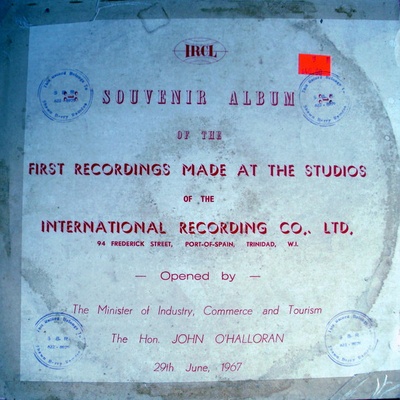 IRCL
SOUVENIR ALBUM
OF THE
FIRST RECORDINGS MADE AT THE STUDIOS
OF THE
INTERNATIONAL RECORDING CO., LTD.
94 FREDERICK STREET, PORT-OF-SPAIN, TRINIDAD, W.I.
— Opened by —
The Minister of Industry, Commerce and Tourism
The Hon. JOHN O'HALLORAN
29th June, 1967